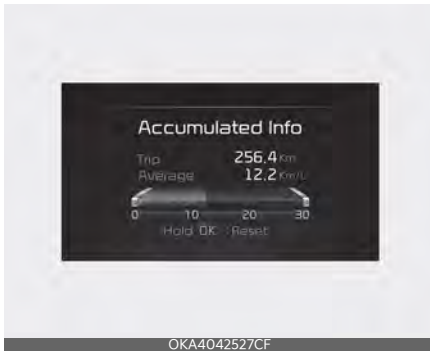 Accumulated Info
Trip 256.4 Km
Average 12.2 Km/L
0 10 20 30
Hold OK : Reset
OKA4042527CF